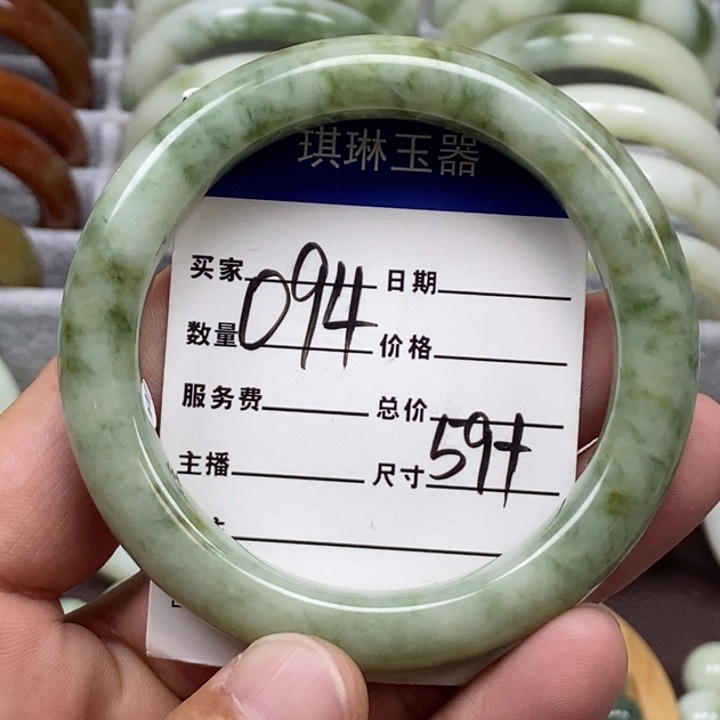 琪琳玉器
买家 094 日期
数量 价格
服务费 总价
主播 尺寸 59+